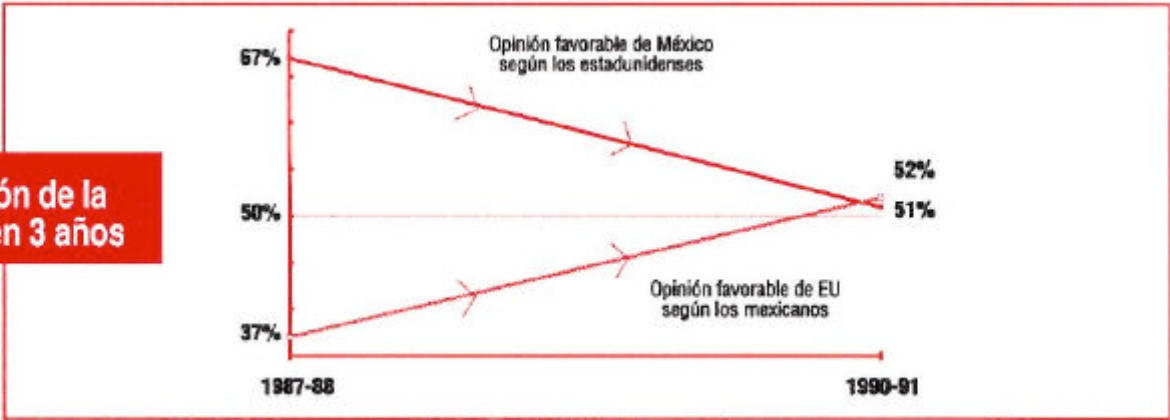 67%
Opinión favorable de México
según los estadunidenses
52%
ón de la
en 3 años
50%
51%
Opinión favorable de EU
según los mexicanos
37%
1987-88
1990-91